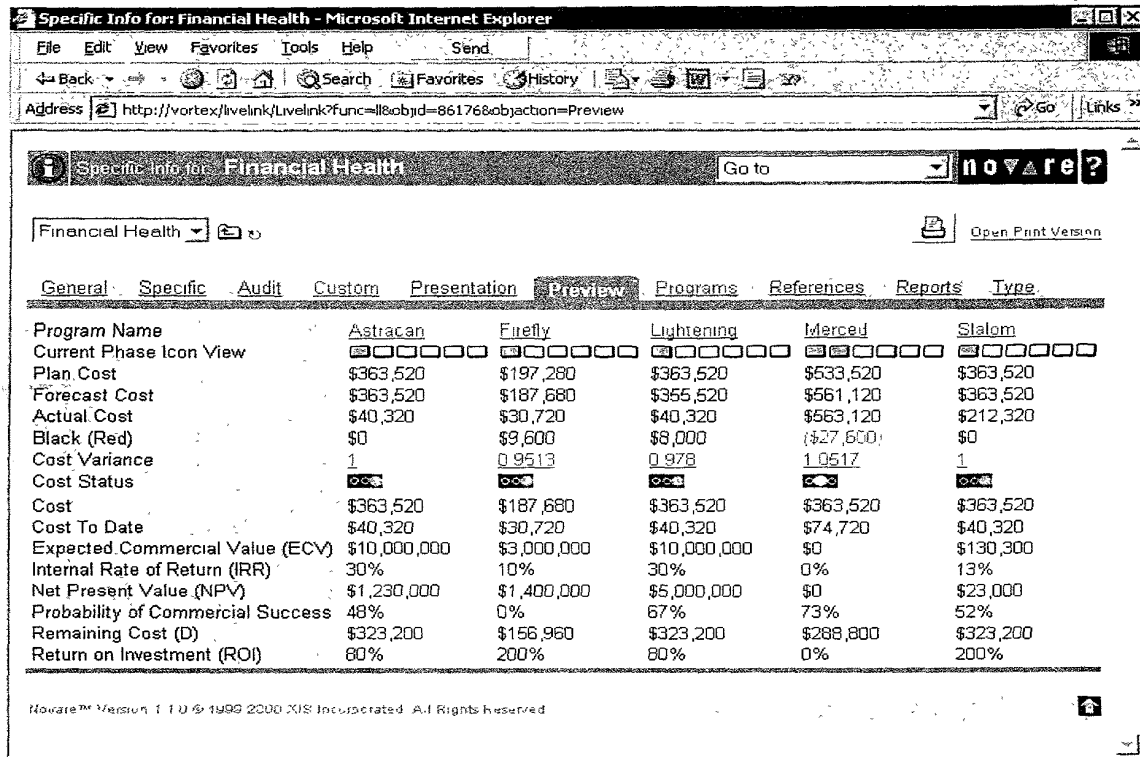 Specific Info for: Financial Health - Microsoft Internet Explorer
File Edit View Favorites Tools Help Send
Back Search Favorites History
Address http://vortex/livelink/Livelink?func=ll&objid=86176&objaction=Preview Go Links »
Specific Info for: Financial Health Go to novare ?
Financial Health Open Print Version
General Specific Audit Custom Presentation Preview Programs References Reports Type
Program Name Astracan Firefly Lightening Merced Slalom
Current Phase Icon View
Plan Cost $363,520 $197,280 $363,520 $533,520 $363,520
Forecast Cost $363,520 $187,680 $355,520 $561,120 $363,520
Actual Cost $40,320 $30,720 $40,320 $563,120 $212,320
Black (Red) $0 $9,600 $8,000 ($27,600) $0
Cost Variance 1 0.9513 0.978 1.0517 1
Cost Status
Cost $363,520 $187,680 $363,520 $363,520 $363,520
Cost To Date $40,320 $30,720 $40,320 $74,720 $40,320
Expected Commercial Value (ECV) $10,000,000 $3,000,000 $10,000,000 $0 $130,300
Internal Rate of Return (IRR) 30% 10% 30% 0% 13%
Net Present Value (NPV) $1,230,000 $1,400,000 $5,000,000 $0 $23,000
Probability of Commercial Success 48% 0% 67% 73% 52%
Remaining Cost (D) $323,200 $156,960 $323,200 $288,800 $323,200
Return on Investment (ROI) 80% 200% 80% 0% 200%
Novare™ Version 1.1.0 © 1999-2000 XIS Incorporated. All Rights Reserved